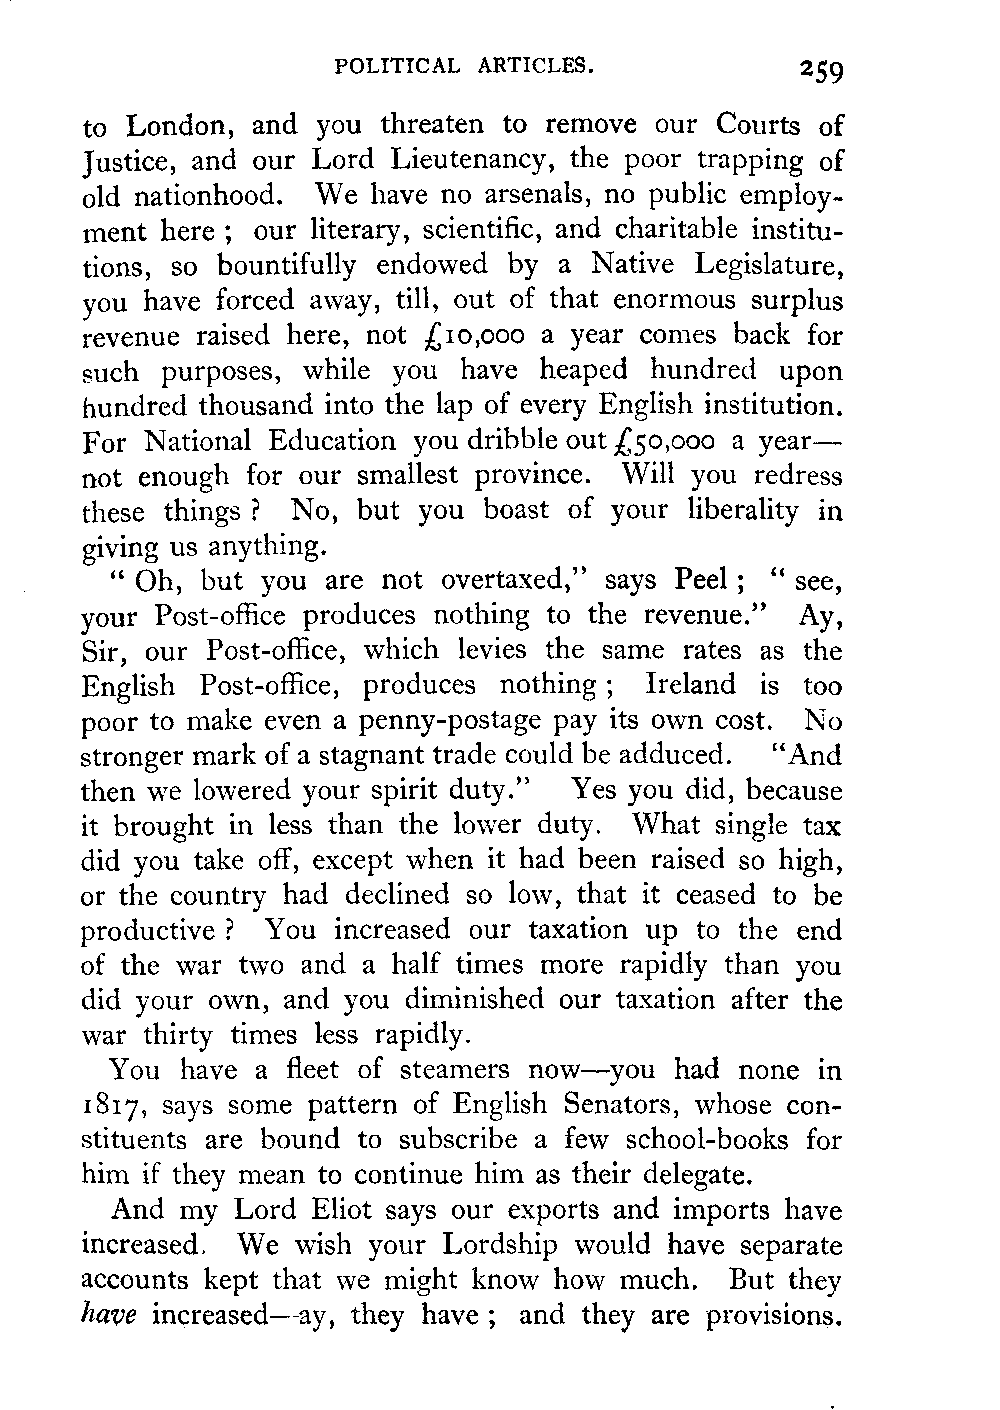 POLITICAL ARTICLES. 259
to London, and you threaten to remove our Courts of
Justice, and our Lord Lieutenancy, the poor trapping of
old nationhood. We have no arsenals, no public employ-
ment here ; our literary, scientific, and charitable institu-
tions, so bountifully endowed by a Native Legislature,
you have forced away, till, out of that enormous surplus
revenue raised here, not £10,000 a year comes back for
such purposes, while you have heaped hundred upon
hundred thousand into the lap of every English institution.
For National Education you dribble out £50,000 a year—
not enough for our smallest province. Will you redress
these things ? No, but you boast of your liberality in
giving us anything.
“ Oh, but you are not overtaxed,” says Peel ; “ see,
your Post-office produces nothing to the revenue.” Ay,
Sir, our Post-office, which levies the same rates as the
English Post-office, produces nothing ; Ireland is too
poor to make even a penny-postage pay its own cost. No
stronger mark of a stagnant trade could be adduced. “And
then we lowered your spirit duty.” Yes you did, because
it brought in less than the lower duty. What single tax
did you take off, except when it had been raised so high,
or the country had declined so low, that it ceased to be
productive ? You increased our taxation up to the end
of the war two and a half times more rapidly than you
did your own, and you diminished our taxation after the
war thirty times less rapidly.
You have a fleet of steamers now—you had none in
1817, says some pattern of English Senators, whose con-
stituents are bound to subscribe a few school-books for
him if they mean to continue him as their delegate.
And my Lord Eliot says our exports and imports have
increased. We wish your Lordship would have separate
accounts kept that we might know how much. But they
have increased—ay, they have ; and they are provisions.